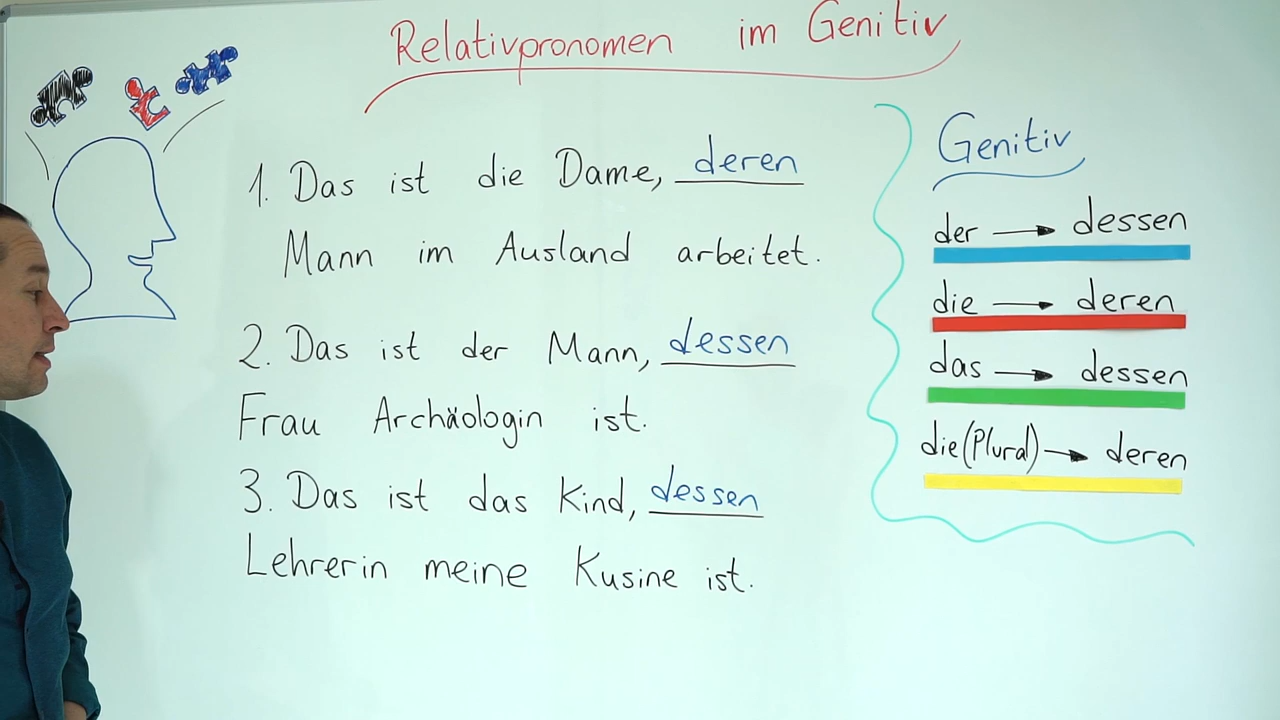 Relativpronomen im Genitiv
1. Das ist die Dame, deren
Mann im Ausland arbeitet.
2. Das ist der Mann, dessen
Frau Archäologin ist.
3. Das ist das Kind, dessen
Lehrerin meine Kusine ist.
Genitiv
der → dessen
die → deren
das → dessen
die (Plural) → deren